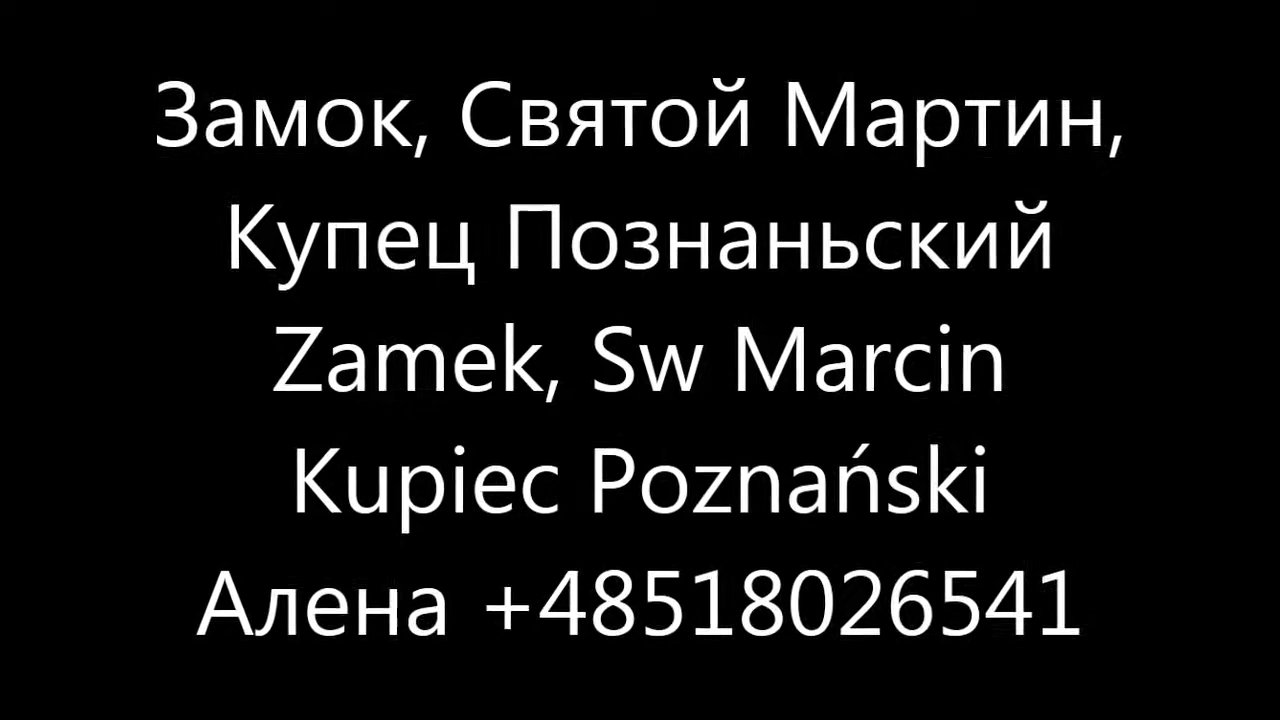 Замок, Святой Мартин,
Купец Познаньский
Zamek, Sw Marcin
Kupiec Poznański
Алена +48518026541